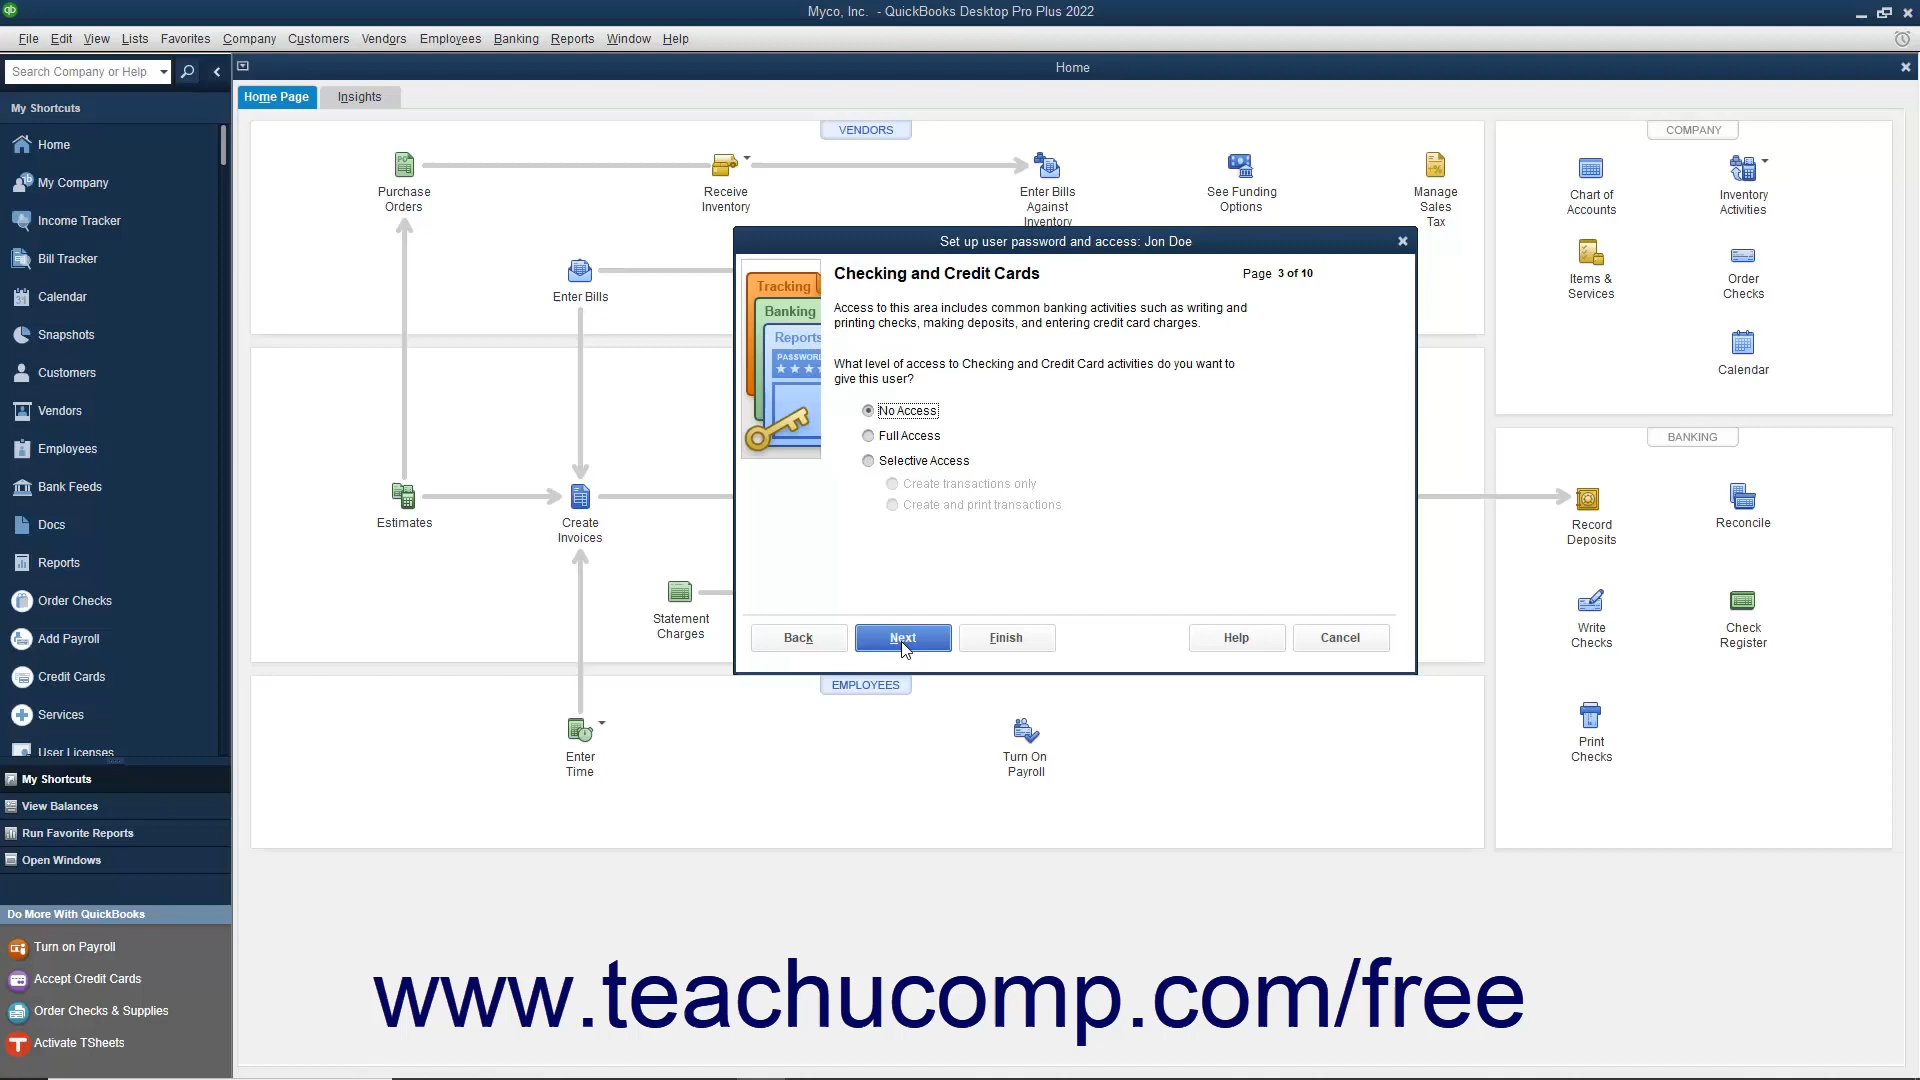 Myco, Inc. - QuickBooks Desktop Pro Plus 2022
File Edit View Lists Favorites Company Customers Vendors Employees Banking Reports Window Help
Search Company or Help
Home
Home Page
Insights
My Shortcuts
Home
My Company
Income Tracker
Bill Tracker
Calendar
Snapshots
Customers
Vendors
Employees
Bank Feeds
Docs
Reports
Order Checks
Add Payroll
Credit Cards
Services
User Licenses
My Shortcuts
View Balances
Run Favorite Reports
Open Windows
Do More With QuickBooks
Turn on Payroll
Accept Credit Cards
Order Checks & Supplies
Activate TSheets
VENDORS
Purchase
Orders
Receive
Inventory
Enter Bills
Against
Inventory
See Funding
Options
Manage
Sales
Tax
Enter Bills
Estimates
Create
Invoices
Statement
Charges
EMPLOYEES
Enter
Time
Turn On
Payroll
COMPANY
Chart of
Accounts
Inventory
Activities
Items &
Services
Order
Checks
Calendar
BANKING
Record
Deposits
Reconcile
Write
Checks
Check
Register
Print
Checks
Set up user password and access: Jon Doe
Tracking
Banking
Reports
PASSWORD
Checking and Credit Cards
Page 3 of 10
Access to this area includes common banking activities such as writing and
printing checks, making deposits, and entering credit card charges.
What level of access to Checking and Credit Card activities do you want to
give this user?
No Access
Full Access
Selective Access
Create transactions only
Create and print transactions
Back
Next
Finish
Help
Cancel
www.teachucomp.com/free